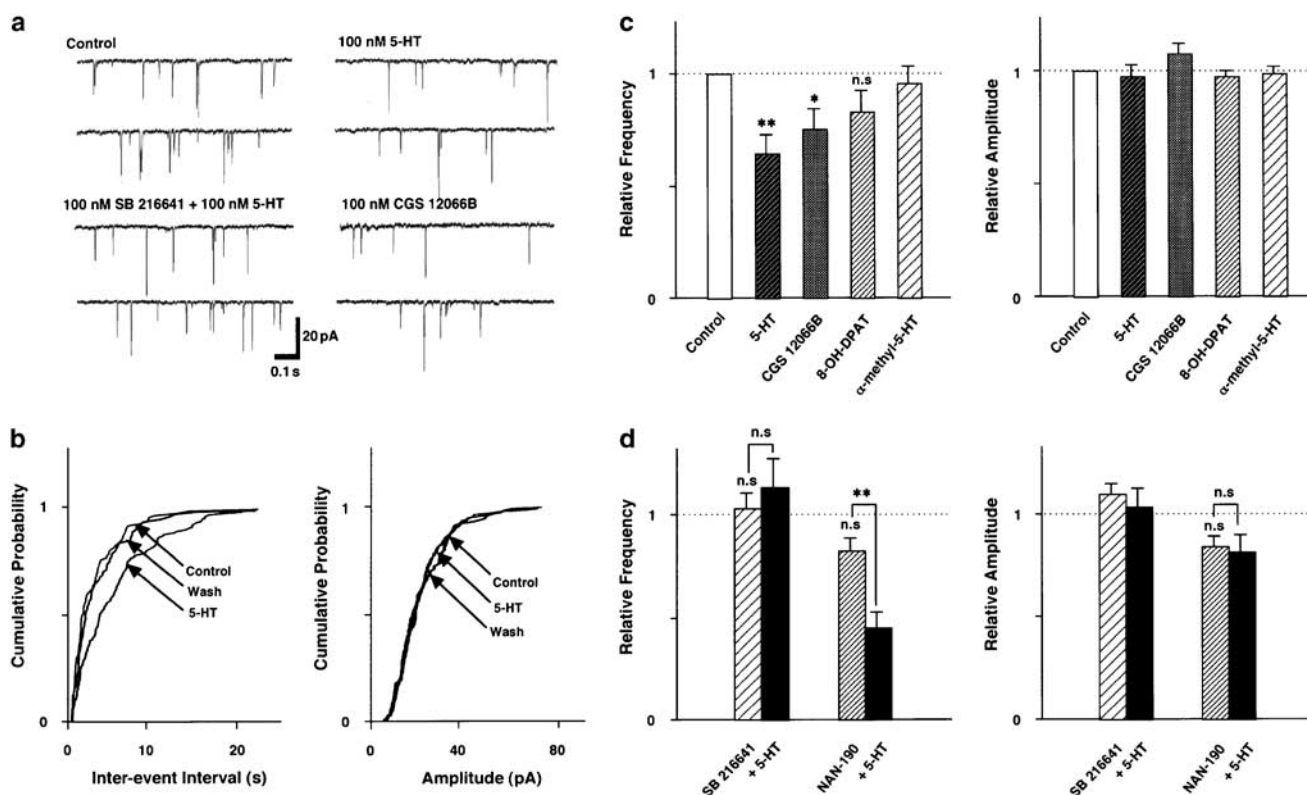 a
Control
100 nM 5-HT
100 nM SB 216641 + 100 nM 5-HT
100 nM CGS 12066B
20 pA
0.1 s
b
Cumulative Probability
1
0
Control
Wash
5-HT
0
10
20
Inter-event Interval (s)
Cumulative Probability
1
0
Control
5-HT
Wash
0
40
80
Amplitude (pA)
c
Relative Frequency
1
0
**
*
n.s
Control
5-HT
CGS 12066B
8-OH-DPAT
α-methyl-5-HT
Relative Amplitude
1
0
Control
5-HT
CGS 12066B
8-OH-DPAT
α-methyl-5-HT
d
Relative Frequency
1
0
n.s
n.s
**
n.s
SB 216641
+ 5-HT
NAN-190
+ 5-HT
Relative Amplitude
1
0
n.s
n.s
SB 216641
+ 5-HT
NAN-190
+ 5-HT